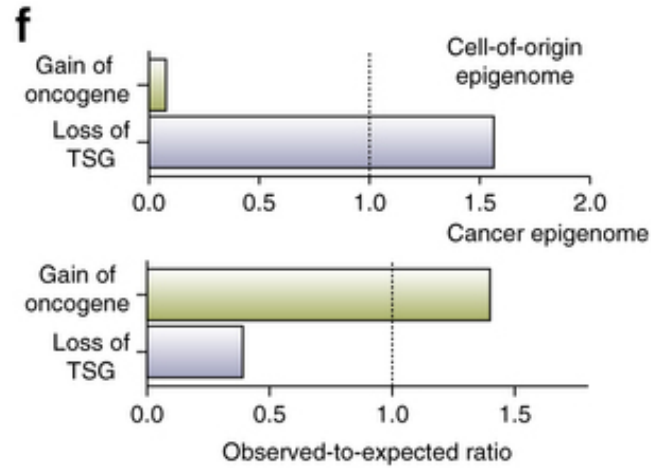 f
Cell-of-origin
epigenome
Gain of
oncogene
Loss of
TSG
0.0 0.5 1.0 1.5 2.0
Cancer epigenome
Gain of
oncogene
Loss of
TSG
0.0 0.5 1.0 1.5
Observed-to-expected ratio